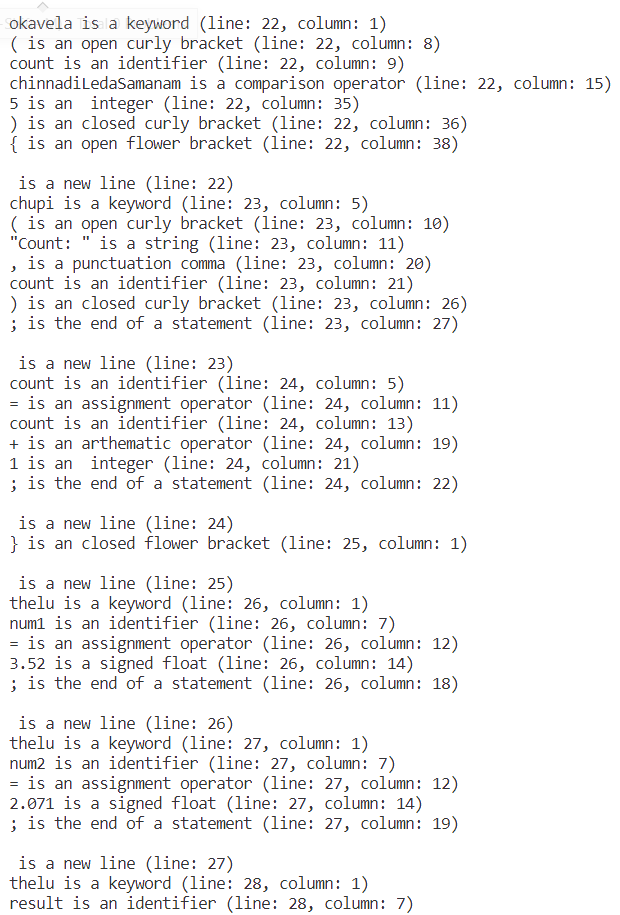 okavela is a keyword (line: 22, column: 1)
( is an open curly bracket (line: 22, column: 8)
count is an identifier (line: 22, column: 9)
chinnadiLedaSamanam is a comparison operator (line: 22, column: 15)
5 is an  integer (line: 22, column: 35)
) is an closed curly bracket (line: 22, column: 36)
{ is an open flower bracket (line: 22, column: 38)

 is a new line (line: 22)
chupi is a keyword (line: 23, column: 5)
( is an open curly bracket (line: 23, column: 10)
"Count: " is a string (line: 23, column: 11)
, is a punctuation comma (line: 23, column: 20)
count is an identifier (line: 23, column: 21)
) is an closed curly bracket (line: 23, column: 26)
; is the end of a statement (line: 23, column: 27)

 is a new line (line: 23)
count is an identifier (line: 24, column: 5)
= is an assignment operator (line: 24, column: 11)
count is an identifier (line: 24, column: 13)
+ is an arthematic operator (line: 24, column: 19)
1 is an  integer (line: 24, column: 21)
; is the end of a statement (line: 24, column: 22)

 is a new line (line: 24)
} is an closed flower bracket (line: 25, column: 1)

 is a new line (line: 25)
thelu is a keyword (line: 26, column: 1)
num1 is an identifier (line: 26, column: 7)
= is an assignment operator (line: 26, column: 12)
3.52 is a signed float (line: 26, column: 14)
; is the end of a statement (line: 26, column: 18)

 is a new line (line: 26)
thelu is a keyword (line: 27, column: 1)
num2 is an identifier (line: 27, column: 7)
= is an assignment operator (line: 27, column: 12)
2.071 is a signed float (line: 27, column: 14)
; is the end of a statement (line: 27, column: 19)

 is a new line (line: 27)
thelu is a keyword (line: 28, column: 1)
result is an identifier (line: 28, column: 7)